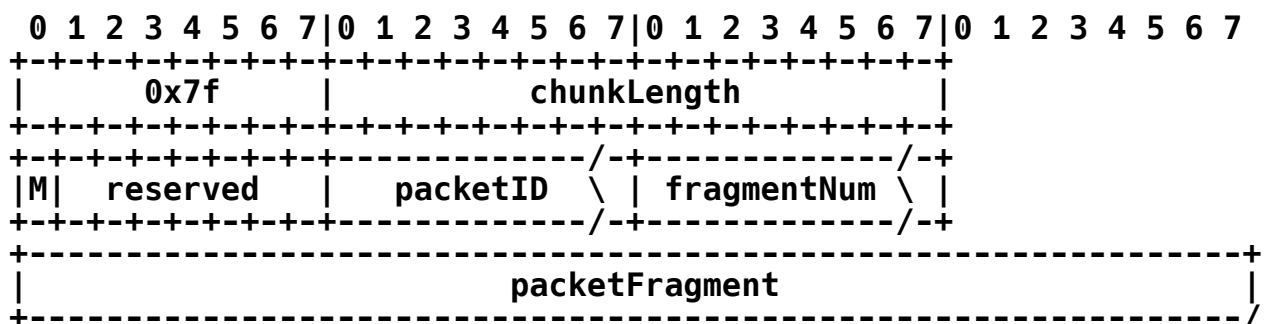 0 1 2 3 4 5 6 7|0 1 2 3 4 5 6 7|0 1 2 3 4 5 6 7|0 1 2 3 4 5 6 7
+-+-+-+-+-+-+-+-+-+-+-+-+-+-+-+-+-+-+-+-+-+-+-+-+
|      0x7f     |          chunkLength          |
+-+-+-+-+-+-+-+-+-+-+-+-+-+-+-+-+-+-+-+-+-+-+-+-+
+-+-+-+-+-+-+-+-+-------------/-+-------------/-+
|M|  reserved   |   packetID  \ | fragmentNum \ |
+-+-+-+-+-+-+-+-+-------------/-+-------------/-+
+---------------------------------------------------------------+
|                         packetFragment                        |
+---------------------------------------------------------------/